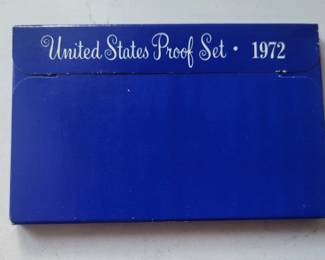 United States Proof Set · 1972